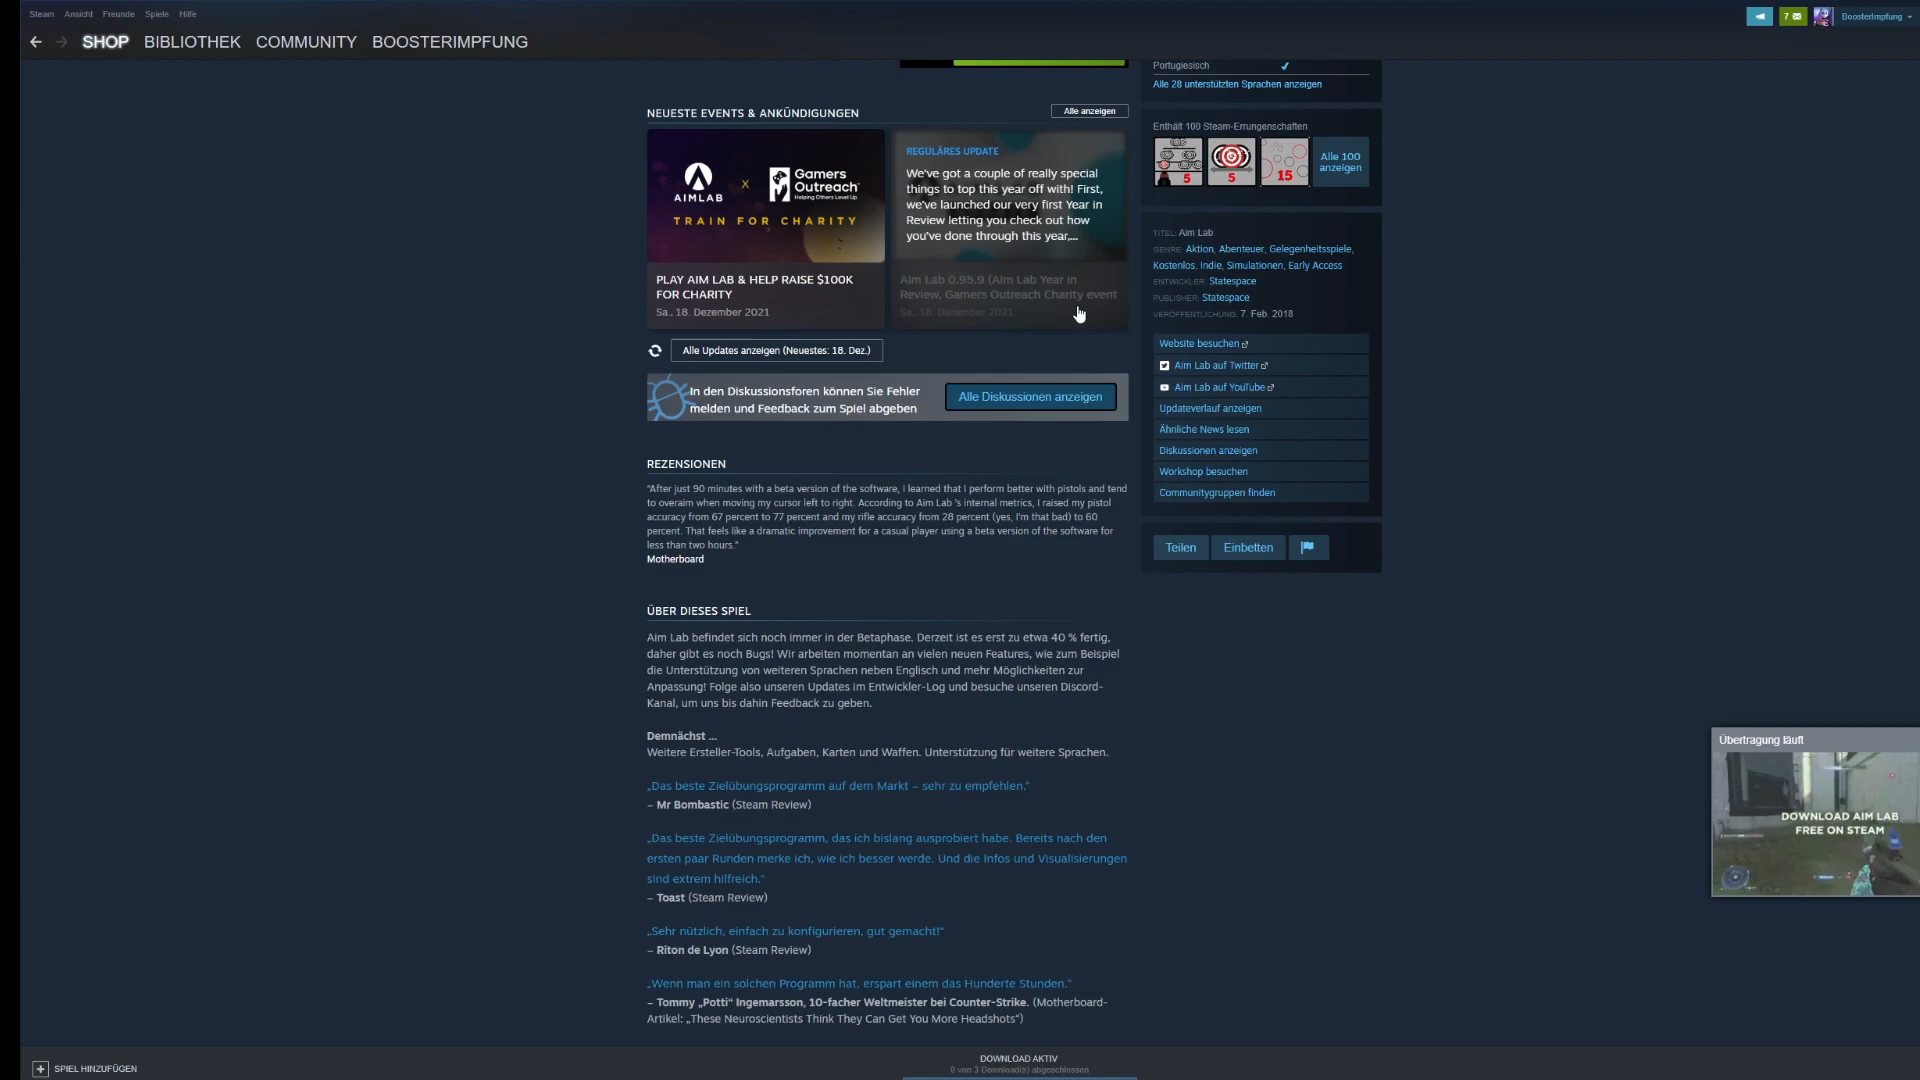 Steam Ansicht Freunde Spiele Hilfe
7 BoosterImpfung
SHOP BIBLIOTHEK COMMUNITY BOOSTERIMPFUNG
Portugiesisch
Alle 28 unterstützten Sprachen anzeigen
NEUESTE EVENTS & ANKÜNDIGUNGEN
Alle anzeigen
AIMLAB X Gamers Outreach
Helping Others Level Up
TRAIN FOR CHARITY
PLAY AIM LAB & HELP RAISE $100K
FOR CHARITY
Sa., 18. Dezember 2021
REGULÄRES UPDATE
We've got a couple of really special
things to top this year off with! First,
we've launched our very first Year in
Review letting you check out how
you've done through this year,...
Aim Lab 0.95.9 (Aim Lab Year in
Review, Gamers Outreach Charity event
Sa., 18. Dezember 2021
Alle Updates anzeigen (Neuestes: 18. Dez.)
In den Diskussionsforen können Sie Fehler
melden und Feedback zum Spiel abgeben
Alle Diskussionen anzeigen
REZENSIONEN
"After just 90 minutes with a beta version of the software, I learned that I perform better with pistols and tend
to overaim when moving my cursor left to right. According to Aim Lab 's internal metrics, I raised my pistol
accuracy from 67 percent to 77 percent and my rifle accuracy from 28 percent (yes, I'm that bad) to 60
percent. That feels like a dramatic improvement for a casual player using a beta version of the software for
less than two hours."
Motherboard
ÜBER DIESES SPIEL
Aim Lab befindet sich noch immer in der Betaphase. Derzeit ist es erst zu etwa 40 % fertig,
daher gibt es noch Bugs! Wir arbeiten momentan an vielen neuen Features, wie zum Beispiel
die Unterstützung von weiteren Sprachen neben Englisch und mehr Möglichkeiten zur
Anpassung! Folge also unseren Updates im Entwickler-Log und besuche unseren Discord-
Kanal, um uns bis dahin Feedback zu geben.
Demnächst ...
Weitere Ersteller-Tools, Aufgaben, Karten und Waffen. Unterstützung für weitere Sprachen.
„Das beste Zielübungsprogramm auf dem Markt – sehr zu empfehlen."
– Mr Bombastic (Steam Review)
„Das beste Zielübungsprogramm, das ich bislang ausprobiert habe. Bereits nach den
ersten paar Runden merke ich, wie ich besser werde. Und die Infos und Visualisierungen
sind extrem hilfreich."
– Toast (Steam Review)
„Sehr nützlich, einfach zu konfigurieren, gut gemacht!"
– Riton de Lyon (Steam Review)
„Wenn man ein solchen Programm hat, erspart einem das Hunderte Stunden."
– Tommy „Potti" Ingemarsson, 10-facher Weltmeister bei Counter-Strike. (Motherboard-
Artikel: „These Neuroscientists Think They Can Get You More Headshots")
Enthält 100 Steam-Errungenschaften
5 5 15
Alle 100
anzeigen
TITEL: Aim Lab
GENRE: Aktion, Abenteuer, Gelegenheitsspiele,
Kostenlos, Indie, Simulationen, Early Access
ENTWICKLER: Statespace
PUBLISHER: Statespace
VERÖFFENTLICHUNG: 7. Feb. 2018
Website besuchen
Aim Lab auf Twitter
Aim Lab auf YouTube
Updateverlauf anzeigen
Ähnliche News lesen
Diskussionen anzeigen
Workshop besuchen
Communitygruppen finden
Teilen Einbetten
Übertragung läuft
DOWNLOAD AIM LAB
FREE ON STEAM
SPIEL HINZUFÜGEN
DOWNLOAD AKTIV
0 von 3 Download(s) abgeschlossen